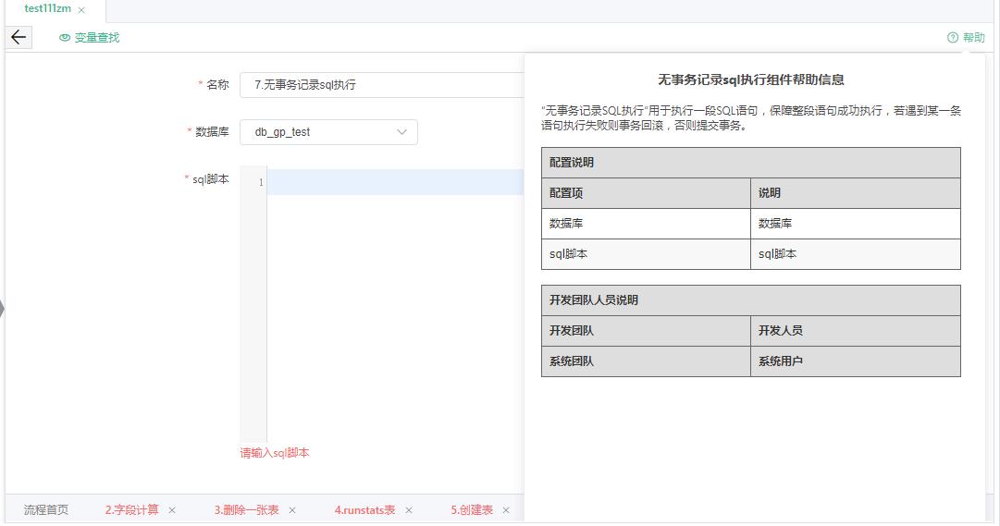 test111zm
变量查找
帮助
* 名称
7.无事务记录sql执行
* 数据库
db_gp_test
* sql脚本
1
请输入sql脚本
无事务记录sql执行组件帮助信息
“无事务记录SQL执行”用于执行一段SQL语句，保障整段语句成功执行，若遇到某一条
语句执行失败则事务回滚，否则提交事务。
配置说明
配置项 说明
数据库 数据库
sql脚本 sql脚本
开发团队人员说明
开发团队 开发人员
系统团队 系统用户
流程首页 2.字段计算 3.删除一张表 4.runstats表 5.创建表